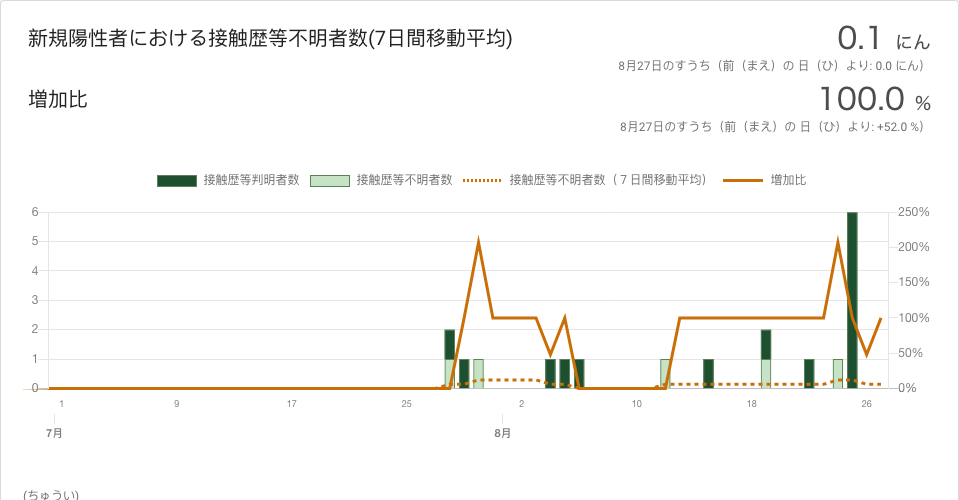 新規陽性者における接触歴等不明者数(7日間移動平均)
0.1 にん
8月27日のすうち（前（まえ）の 日（ひ）より: 0.0 にん）
増加比
100.0 %
8月27日のすうち（前（まえ）の 日（ひ）より: +52.0 %）
接触歴等判明者数 接触歴等不明者数 接触歴等不明者数（７日間移動平均） 増加比
6 250%
5 200%
4 150%
3 100%
2 50%
1 0%
0
1 9 17 25 2 10 18 26
7月 8月
(ちゅうい)